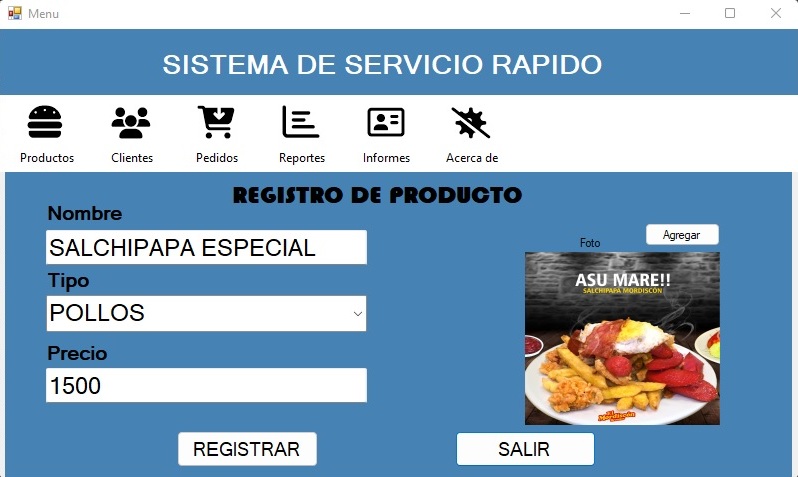 Menu
SISTEMA DE SERVICIO RAPIDO
Productos
Clientes
Pedidos
Reportes
Informes
Acerca de
REGISTRO DE PRODUCTO
Nombre
SALCHIPAPA ESPECIAL
Tipo
POLLOS
Precio
1500
Foto
Agregar
ASU MARE!!
SALCHIPAPA MORDISCON
Mordiscón
REGISTRAR
SALIR